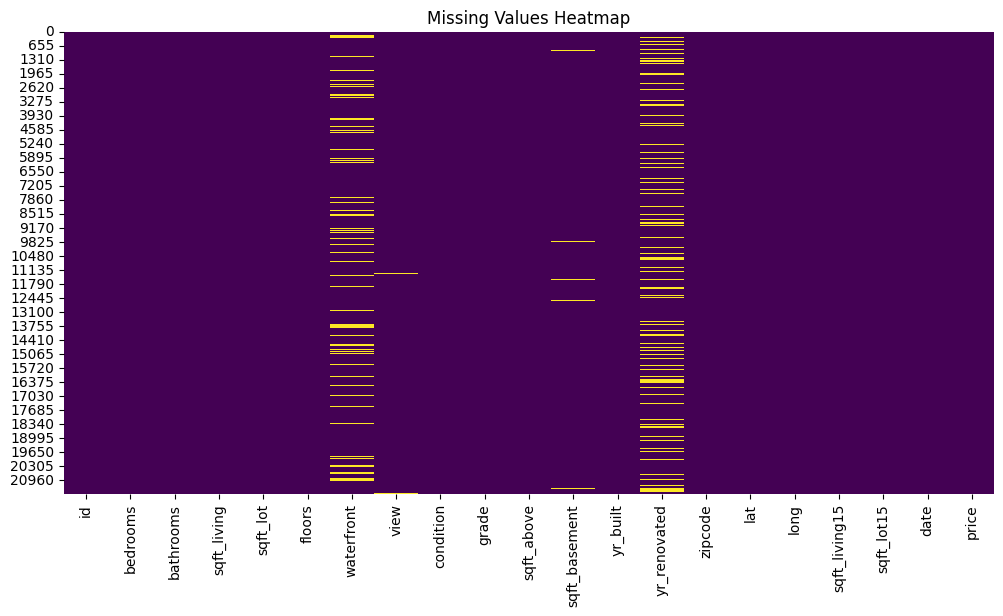 Missing Values Heatmap
0
655
1310
1965
2620
3275
3930
4585
5240
5895
6550
7205
7860
8515
9170
9825
10480
11135
11790
12445
13100
13755
14410
15065
15720
16375
17030
17685
18340
18995
19650
20305
20960
id
bedrooms
bathrooms
sqft_living
sqft_lot
floors
waterfront
view
condition
grade
sqft_above
sqft_basement
yr_built
yr_renovated
zipcode
lat
long
sqft_living15
sqft_lot15
date
price